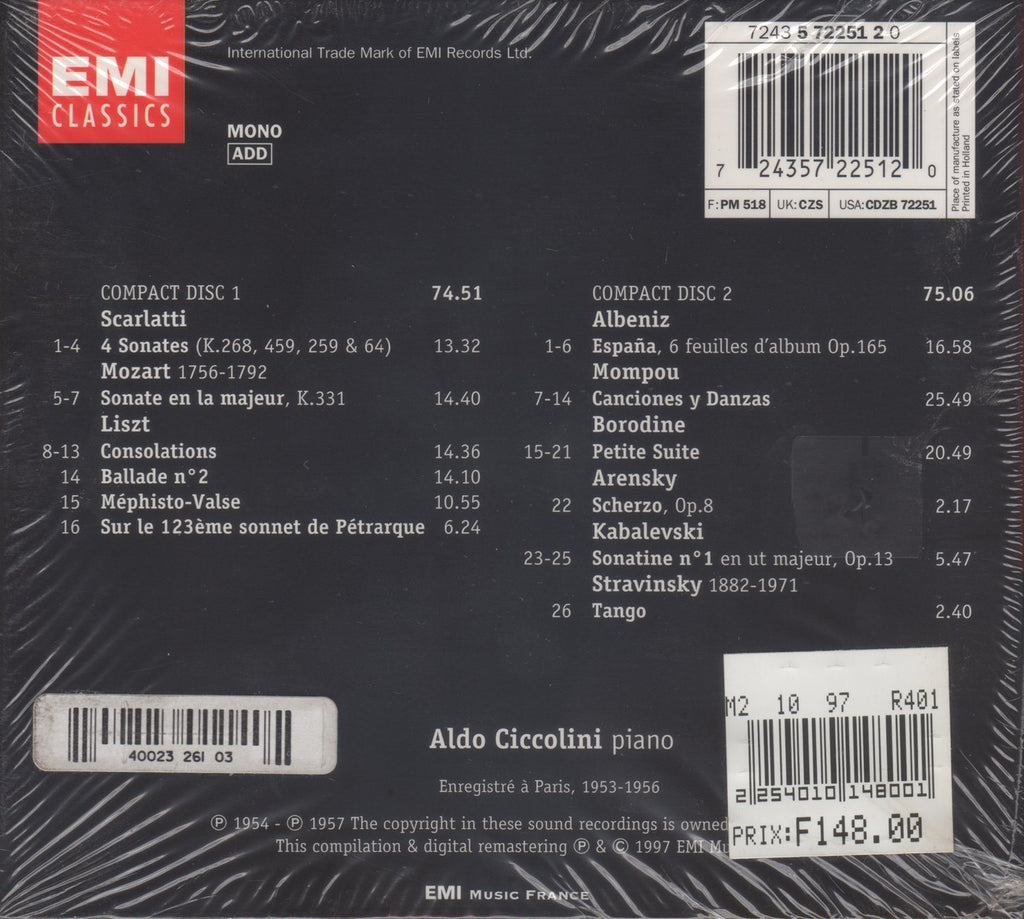 EMI
CLASSICS
International Trade Mark of EMI Records Ltd.
MONO
ADD
7243 5 72251 2 0
7 24357 22512 0
F: PM 518 UK: CZS USA: CDZB 72251
Place of manufacture as stated on labels
Printed in Holland
COMPACT DISC 1 74.51
Scarlatti
1-4 4 Sonates (K.268, 459, 259 & 64) 13.32
Mozart 1756-1792
5-7 Sonate en la majeur, K.331 14.40
Liszt
8-13 Consolations 14.36
14 Ballade n°2 14.10
15 Méphisto-Valse 10.55
16 Sur le 123ème sonnet de Pétrarque 6.24
COMPACT DISC 2 75.06
Albeniz
1-6 España, 6 feuilles d'album Op.165 16.58
Mompou
7-14 Canciones y Danzas 25.49
Borodine
15-21 Petite Suite 20.49
Arensky
22 Scherzo, Op.8 2.17
Kabalevski
23-25 Sonatine n°1 en ut majeur, Op.13 5.47
Stravinsky 1882-1971
26 Tango 2.40
40023 261 03
M2 10 97 R401
2 254010 148001
PRIX: F148.00
Aldo Ciccolini piano
Enregistré à Paris, 1953-1956
℗ 1954 - ℗ 1957 The copyright in these sound recordings is owned
This compilation & digital remastering ℗ & © 1997 EMI Mu
EMI MUSIC FRANCE